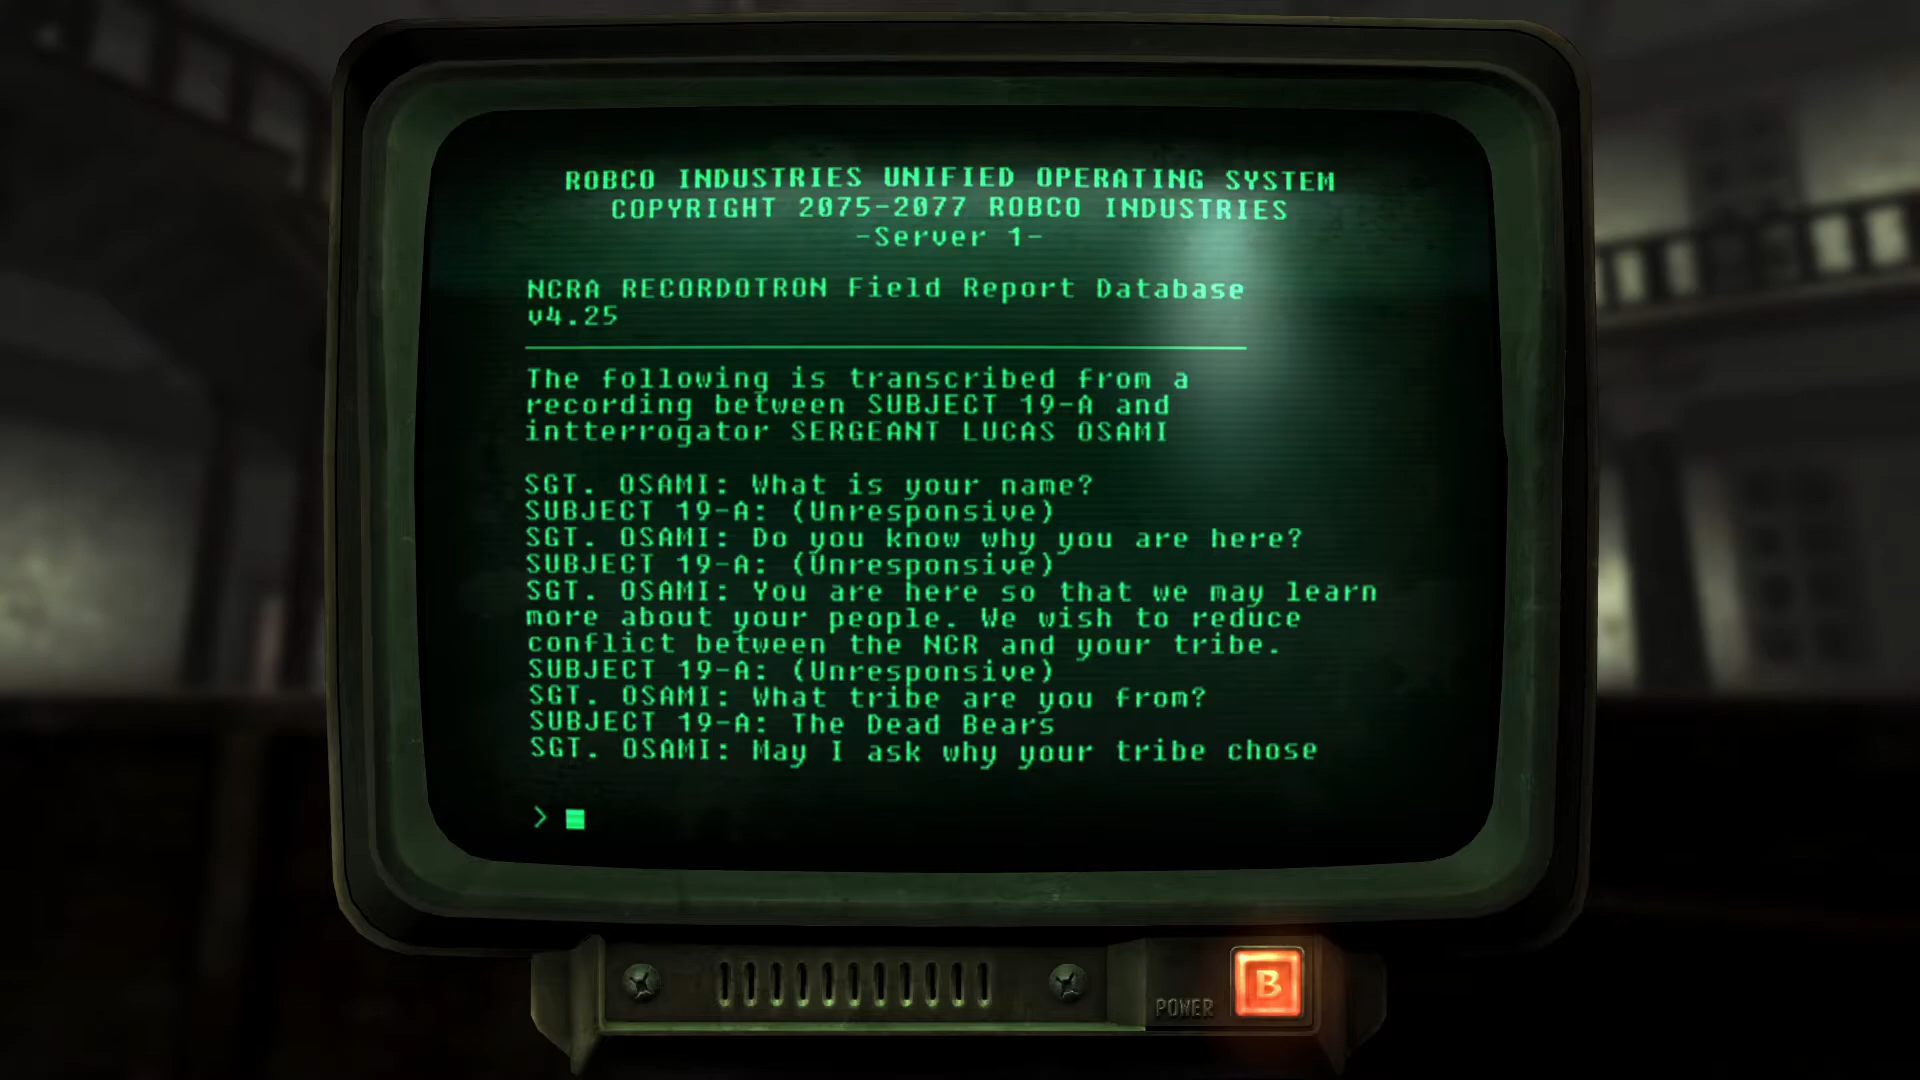 ROBCO INDUSTRIES UNIFIED OPERATING SYSTEM
COPYRIGHT 2075-2077 ROBCO INDUSTRIES
-Server 1-
NCRA RECORDOTRON Field Report Database
v4.25
The following is transcribed from a
recording between SUBJECT 19-A and
intterrogator SERGEANT LUCAS OSAMI
SGT. OSAMI: What is your name?
SUBJECT 19-A: (Unresponsive)
SGT. OSAMI: Do you know why you are here?
SUBJECT 19-A: (Unresponsive)
SGT. OSAMI: You are here so that we may learn
more about your people. We wish to reduce
conflict between the NCR and your tribe.
SUBJECT 19-A: (Unresponsive)
SGT. OSAMI: What tribe are you from?
SUBJECT 19-A: The Dead Bears
SGT. OSAMI: May I ask why your tribe chose
>
POWER
B